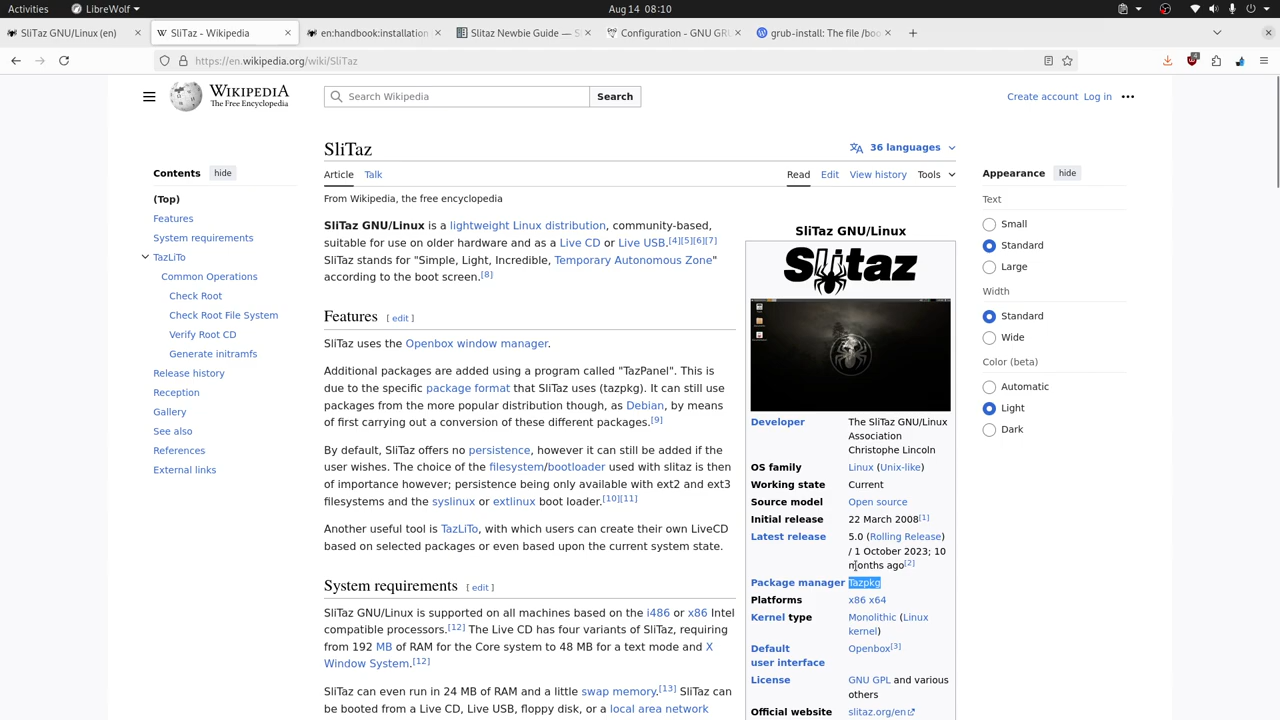 Activities
LibreWolf
Aug 14 08:10
SliTaz GNU/Linux (en)
SliTaz - Wikipedia
en:handbook:installation
Slitaz Newbie Guide — S
Configuration - GNU GRU
grub-install: The file /boo
https://en.wikipedia.org/wiki/SliTaz
4
WIKIPEDIA
The Free Encyclopedia
Search Wikipedia
Search
Create account Log in
Contents hide
(Top)
Features
System requirements
TazLiTo
Common Operations
Check Root
Check Root File System
Verify Root CD
Generate initramfs
Release history
Reception
Gallery
See also
References
External links
SliTaz
36 languages
Article Talk
Read Edit View history Tools
From Wikipedia, the free encyclopedia
SliTaz GNU/Linux is a lightweight Linux distribution, community-based,
suitable for use on older hardware and as a Live CD or Live USB.[4][5][6][7]
SliTaz stands for "Simple, Light, Incredible, Temporary Autonomous Zone"
according to the boot screen.[8]
Features [ edit ]
SliTaz uses the Openbox window manager.
Additional packages are added using a program called "TazPanel". This is
due to the specific package format that SliTaz uses (tazpkg). It can still use
packages from the more popular distribution though, as Debian, by means
of first carrying out a conversion of these different packages.[9]
By default, SliTaz offers no persistence, however it can still be added if the
user wishes. The choice of the filesystem/bootloader used with slitaz is then
of importance however; persistence being only available with ext2 and ext3
filesystems and the syslinux or extlinux boot loader.[10][11]
Another useful tool is TazLiTo, with which users can create their own LiveCD
based on selected packages or even based upon the current system state.
System requirements [ edit ]
SliTaz GNU/Linux is supported on all machines based on the i486 or x86 Intel
compatible processors.[12] The Live CD has four variants of SliTaz, requiring
from 192 MB of RAM for the Core system to 48 MB for a text mode and X
Window System.[12]
SliTaz can even run in 24 MB of RAM and a little swap memory.[13] SliTaz can
be booted from a Live CD, Live USB, floppy disk, or a local area network
SliTaz GNU/Linux
Slitaz
Developer The SliTaz GNU/Linux
Association
Christophe Lincoln
OS family Linux (Unix-like)
Working state Current
Source model Open source
Initial release 22 March 2008[1]
Latest release 5.0 (Rolling Release)
/ 1 October 2023; 10
months ago[2]
Package manager Tazpkg
Platforms x86 x64
Kernel type Monolithic (Linux
kernel)
Default Openbox[3]
user interface
License GNU GPL and various
others
Official website slitaz.org/en
Appearance hide
Text
Small
Standard
Large
Width
Standard
Wide
Color (beta)
Automatic
Light
Dark